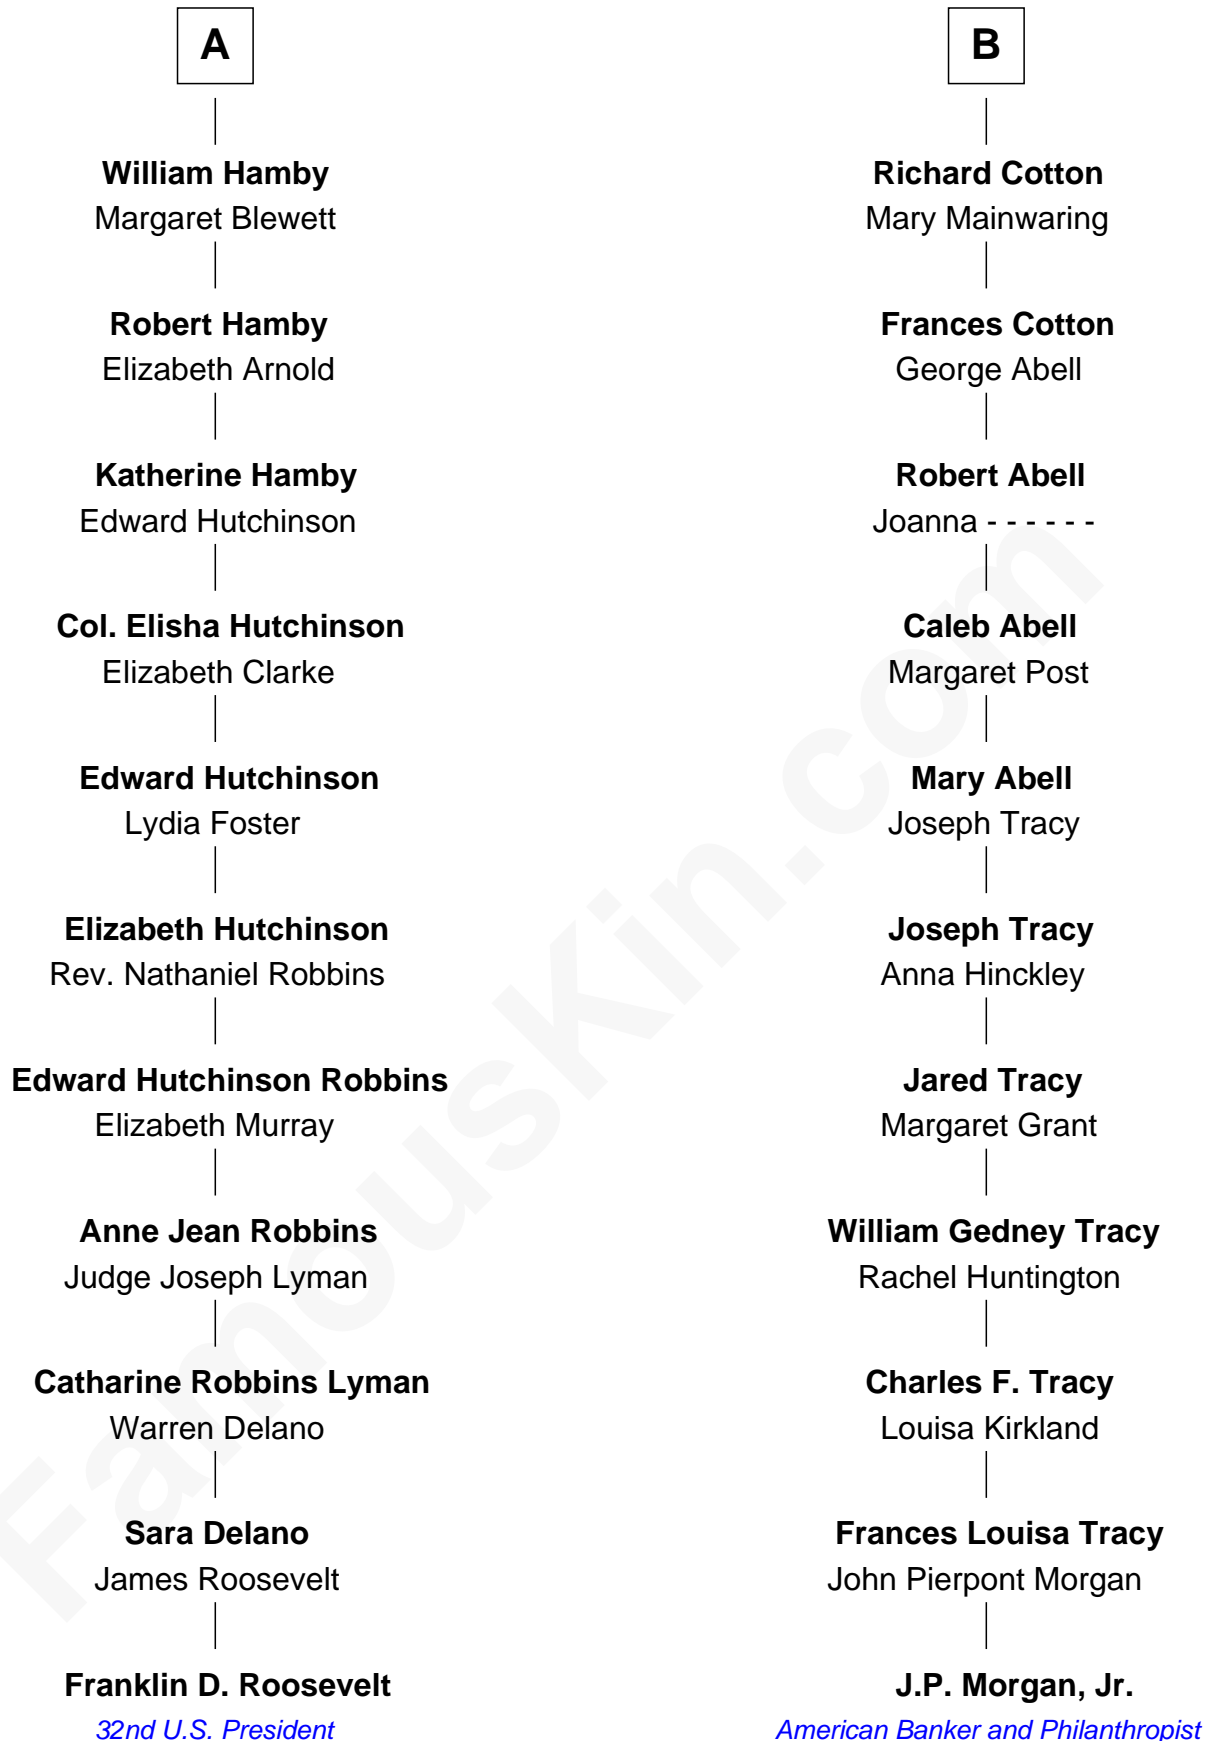 A
William Hamby
Margaret Blewett
Robert Hamby
Elizabeth Arnold
Katherine Hamby
Edward Hutchinson
Col. Elisha Hutchinson
Elizabeth Clarke
Edward Hutchinson
Lydia Foster
Elizabeth Hutchinson
Rev. Nathaniel Robbins
Edward Hutchinson Robbins
Elizabeth Murray
Anne Jean Robbins
Judge Joseph Lyman
Catharine Robbins Lyman
Warren Delano
Sara Delano
James Roosevelt
Franklin D. Roosevelt
32nd U.S. President
B
Richard Cotton
Mary Mainwaring
Frances Cotton
George Abell
Robert Abell
Joanna - - - - - -
Caleb Abell
Margaret Post
Mary Abell
Joseph Tracy
Joseph Tracy
Anna Hinckley
Jared Tracy
Margaret Grant
William Gedney Tracy
Rachel Huntington
Charles F. Tracy
Louisa Kirkland
Frances Louisa Tracy
John Pierpont Morgan
J.P. Morgan, Jr.
American Banker and Philanthropist
FamousKin.com